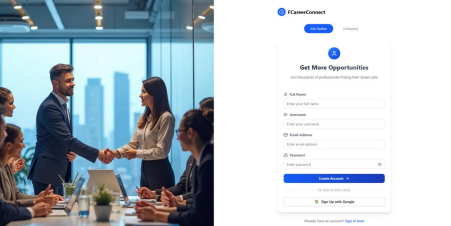 FCareerConnect
Job Seeker
Company
Get More Opportunities
Join thousands of professionals finding their dream jobs
Full Name
Enter your full name
Username
Enter your username
Email Address
Enter email address
Password
Enter password
Create Account →
Sign Up with Google
Already have an account? Sign in here